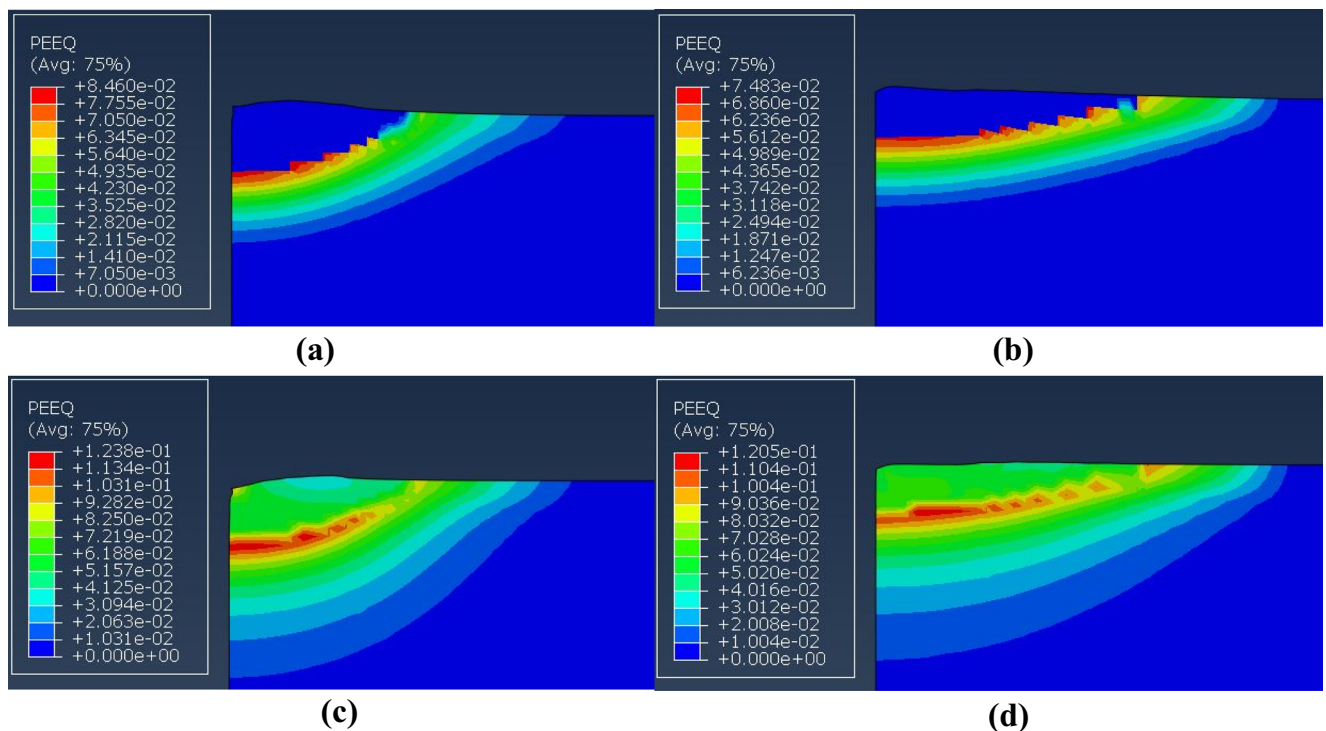 PEEQ
(Avg: 75%)
+8.460e-02
+7.755e-02
+7.050e-02
+6.345e-02
+5.640e-02
+4.935e-02
+4.230e-02
+3.525e-02
+2.820e-02
+2.115e-02
+1.410e-02
+7.050e-03
+0.000e+00
(a)
PEEQ
(Avg: 75%)
+7.483e-02
+6.860e-02
+6.236e-02
+5.612e-02
+4.989e-02
+4.365e-02
+3.742e-02
+3.118e-02
+2.494e-02
+1.871e-02
+1.247e-02
+6.236e-03
+0.000e+00
(b)
PEEQ
(Avg: 75%)
+1.238e-01
+1.134e-01
+1.031e-01
+9.282e-02
+8.250e-02
+7.219e-02
+6.188e-02
+5.157e-02
+4.125e-02
+3.094e-02
+2.063e-02
+1.031e-02
+0.000e+00
(c)
PEEQ
(Avg: 75%)
+1.205e-01
+1.104e-01
+1.004e-01
+9.036e-02
+8.032e-02
+7.028e-02
+6.024e-02
+5.020e-02
+4.016e-02
+3.012e-02
+2.008e-02
+1.004e-02
+0.000e+00
(d)